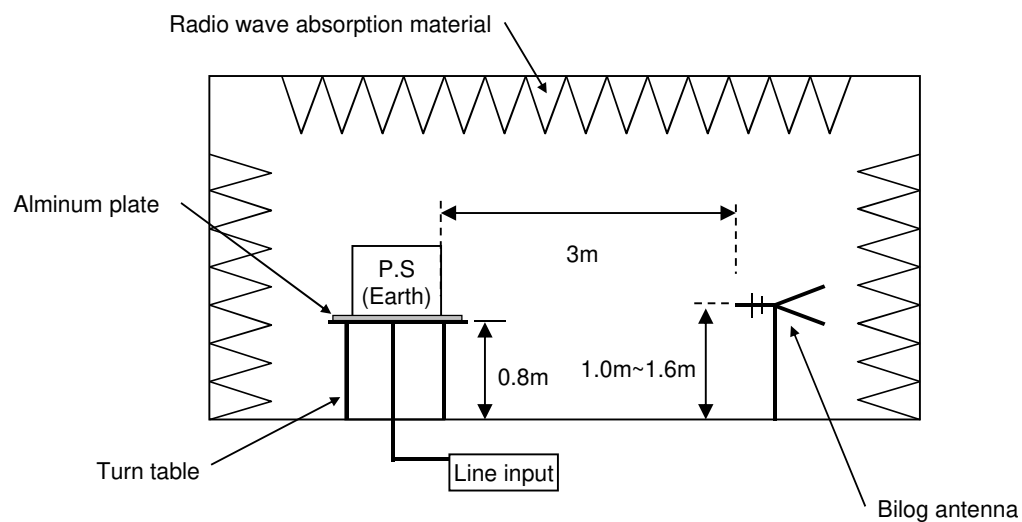 Radio wave absorption material
Alminum plate
P.S
(Earth)
3m
0.8m
1.0m~1.6m
Turn table
Line input
Bilog antenna